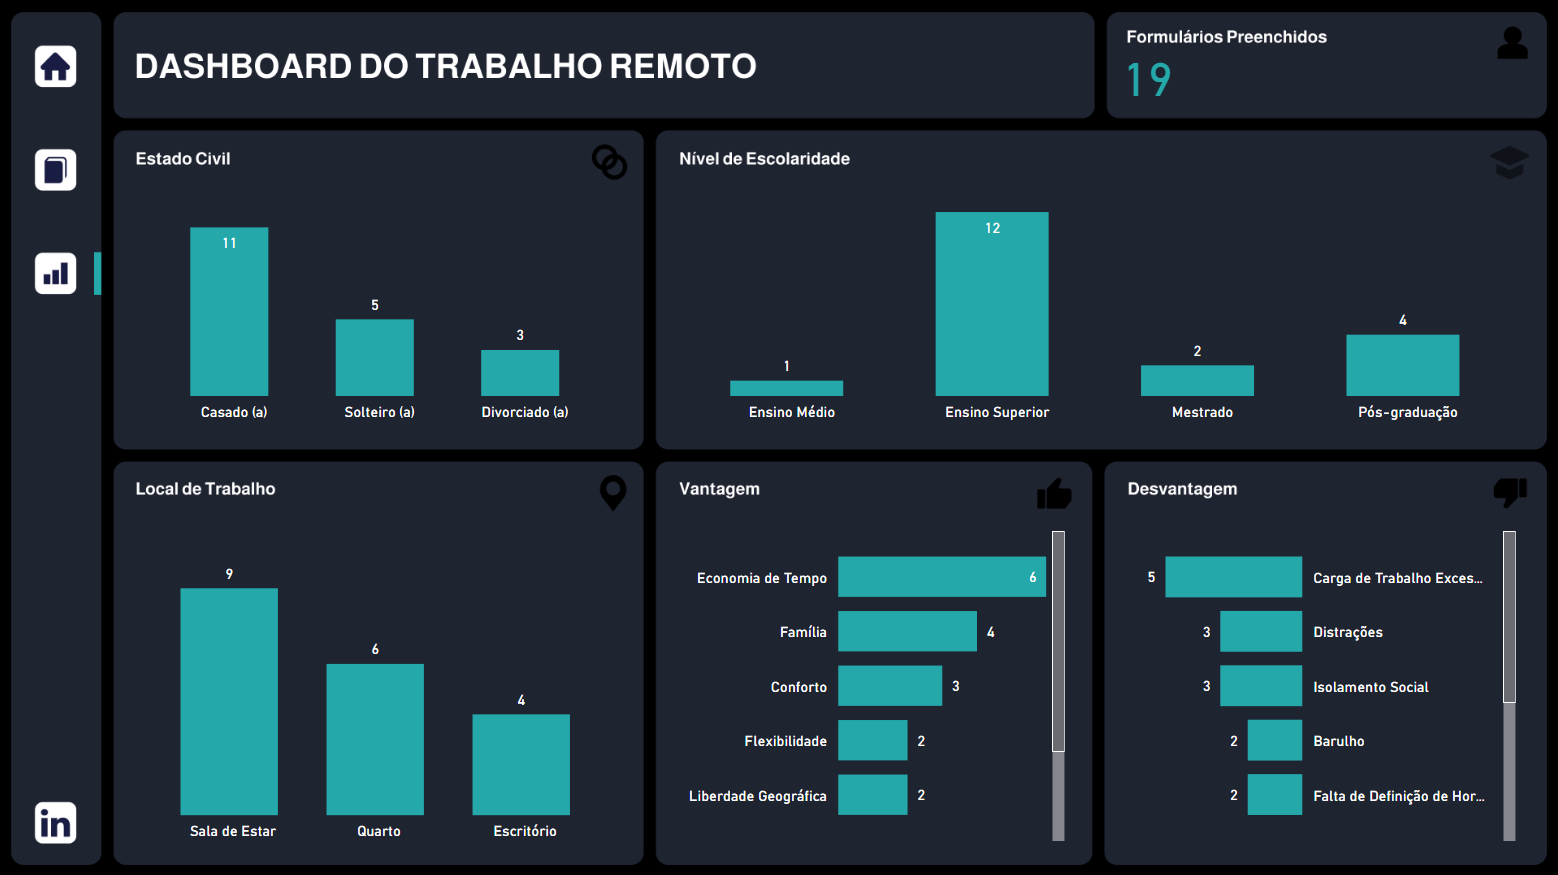 DASHBOARD DO TRABALHO REMOTO
Formulários Preenchidos
19
Estado Civil
11
5
3
Casado (a)
Solteiro (a)
Divorciado (a)
Nível de Escolaridade
1
12
2
4
Ensino Médio
Ensino Superior
Mestrado
Pós-graduação
Local de Trabalho
9
6
4
Sala de Estar
Quarto
Escritório
Vantagem
Economia de Tempo 6
Família 4
Conforto 3
Flexibilidade 2
Liberdade Geográfica 2
Desvantagem
5 Carga de Trabalho Exces...
3 Distrações
3 Isolamento Social
2 Barulho
2 Falta de Definição de Hor...
in